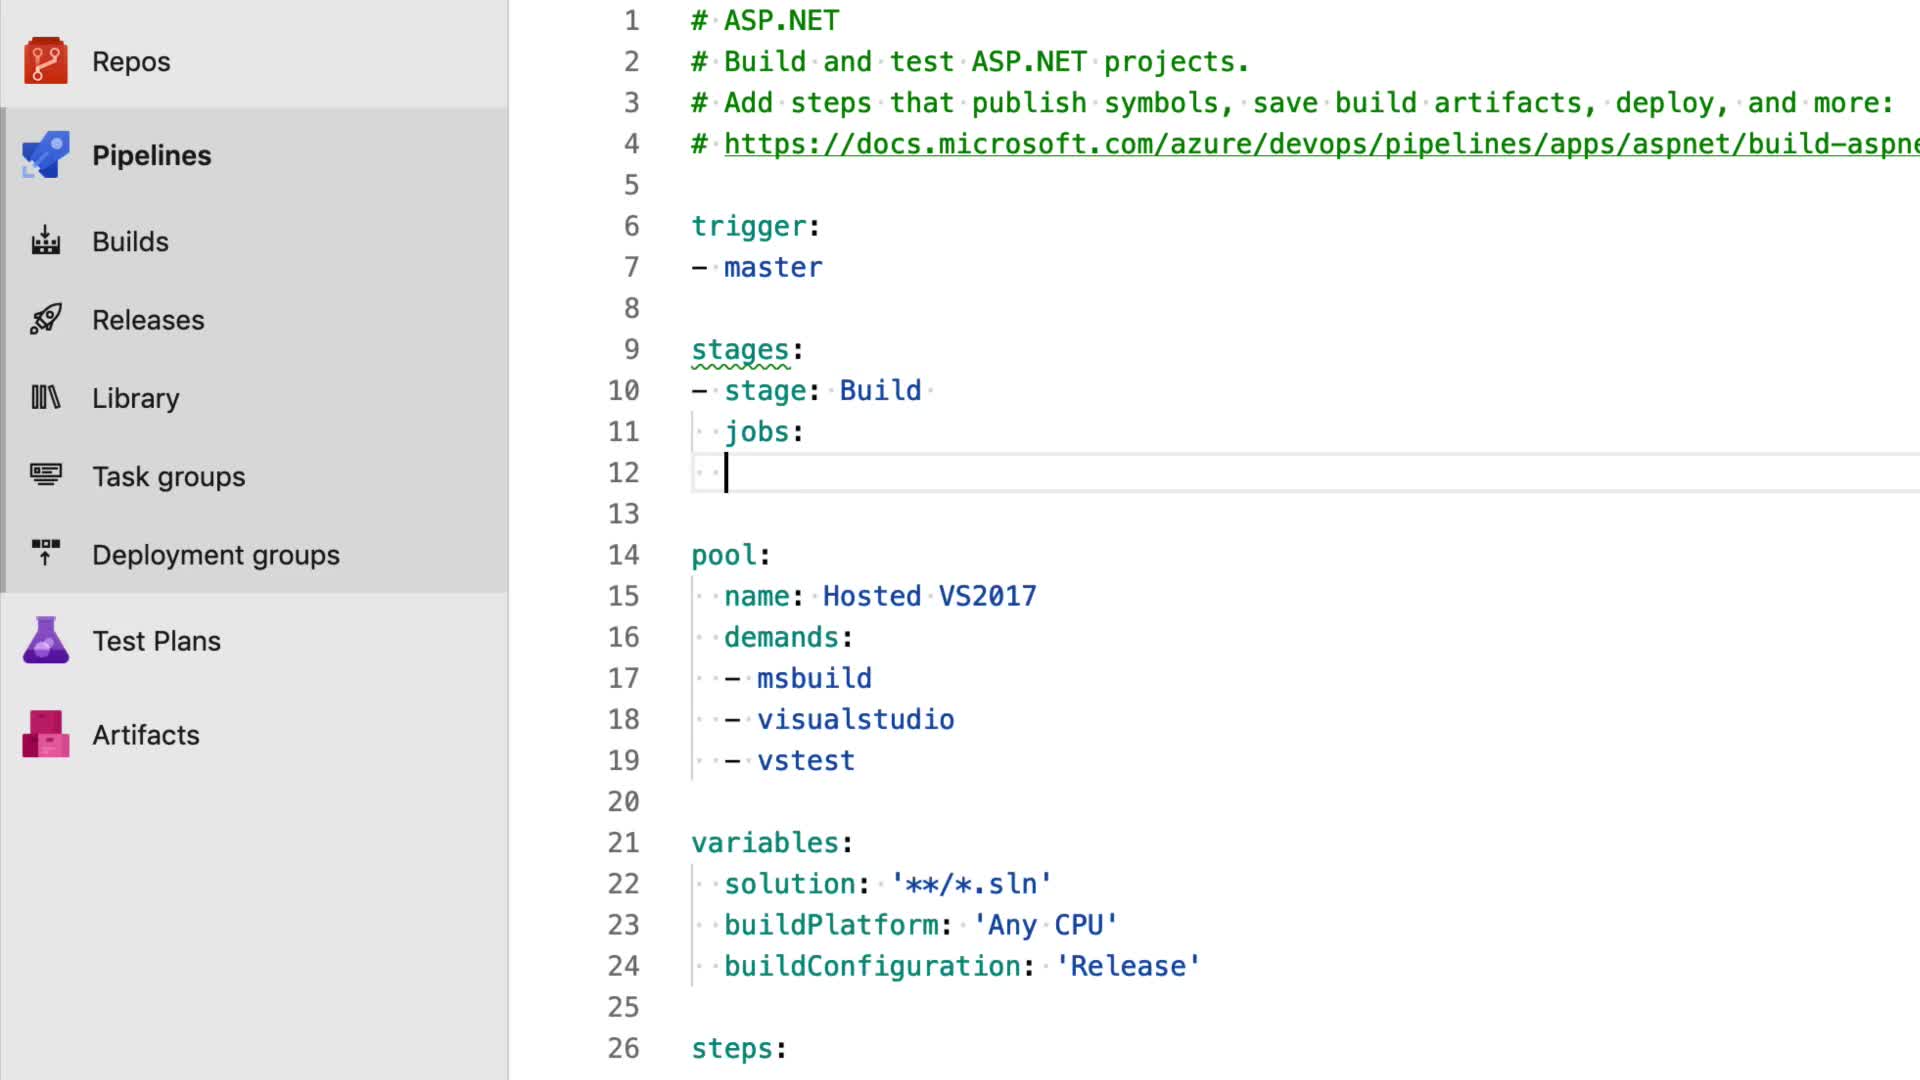 Repos
Pipelines
Builds
Releases
Library
Task groups
Deployment groups
Test Plans
Artifacts
1 # ASP.NET
2 # Build and test ASP.NET projects.
3 # Add steps that publish symbols, save build artifacts, deploy, and more:
4 # https://docs.microsoft.com/azure/devops/pipelines/apps/aspnet/build-aspne
5
6 trigger:
7 - master
8
9 stages:
10 - stage: Build
11   jobs:
12
13
14 pool:
15   name: Hosted VS2017
16   demands:
17   - msbuild
18   - visualstudio
19   - vstest
20
21 variables:
22   solution: '**/*.sln'
23   buildPlatform: 'Any CPU'
24   buildConfiguration: 'Release'
25
26 steps: